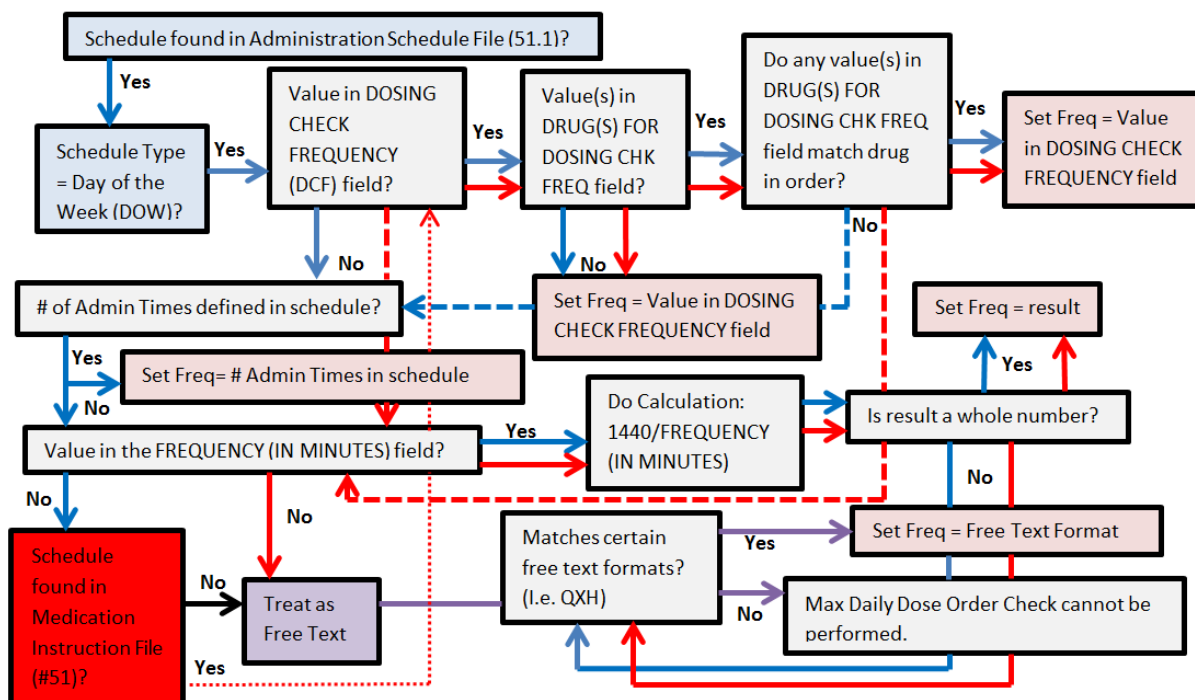 Schedule found in Administration Schedule File (51.1)?
Yes
Schedule Type
= Day of the
Week (DOW)?
Yes
Value in DOSING
CHECK
FREQUENCY
(DCF) field?
Yes
Value(s) in
DRUG(S) FOR
DOSING CHK
FREQ field?
Yes
Do any value(s) in
DRUG(S) FOR
DOSING CHK FREQ
field match drug
in order?
Yes
Set Freq = Value
in DOSING CHECK
FREQUENCY field
No
No
No
# of Admin Times defined in schedule?
Set Freq = Value in DOSING
CHECK FREQUENCY field
Set Freq = result
Yes
Set Freq= # Admin Times in schedule
No
Yes
Do Calculation:
1440/FREQUENCY
(IN MINUTES)
Is result a whole number?
Value in the FREQUENCY (IN MINUTES) field?
Yes
No
No
No
Schedule
found in
Medication
Instruction File
(#51)?
No
Yes
Treat as
Free Text
Matches certain
free text formats?
(I.e. QXH)
Yes
Set Freq = Free Text Format
No
Max Daily Dose Order Check cannot be
performed.